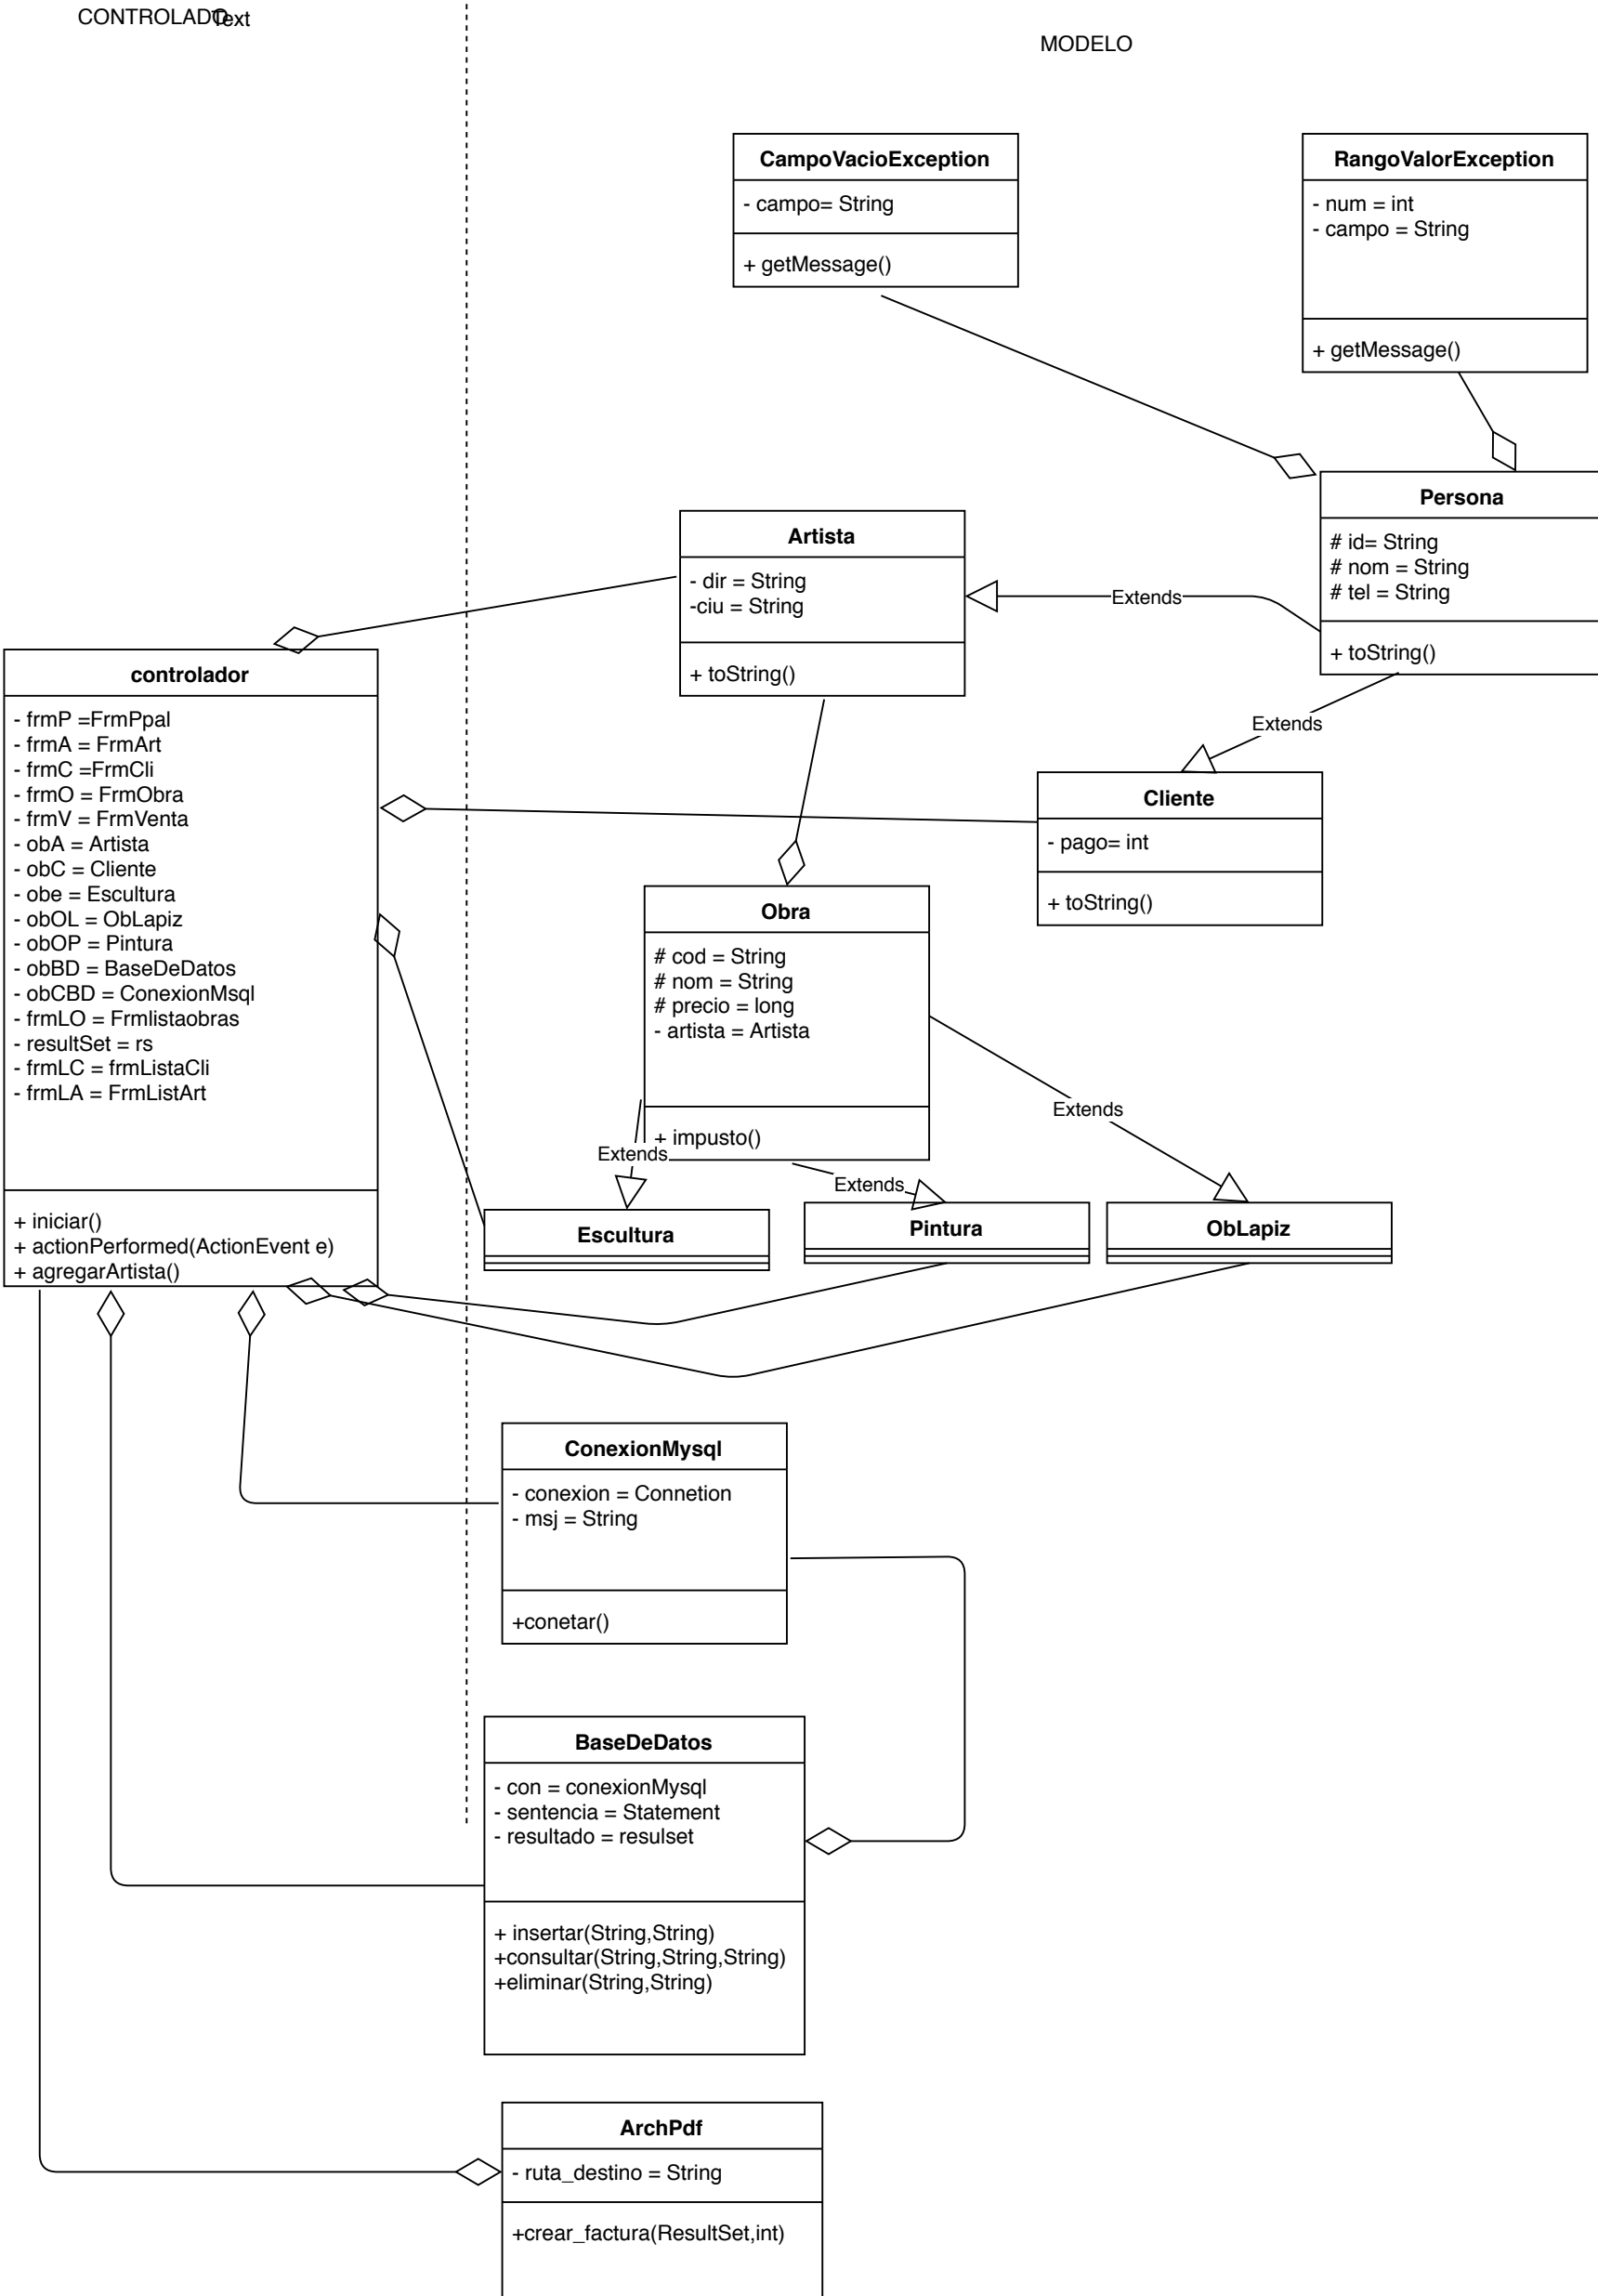 CONTROLADO
Text
MODELO
CampoVacioException
- campo= String
+ getMessage()
RangoValorException
- num = int
- campo = String
+ getMessage()
Persona
# id= String
# nom = String
# tel = String
+ toString()
Artista
- dir = String
-ciu = String
+ toString()
Extends
Extends
controlador
- frmP =FrmPpal
- frmA = FrmArt
- frmC =FrmCli
- frmO = FrmObra
- frmV = FrmVenta
- obA = Artista
- obC = Cliente
- obe = Escultura
- obOL = ObLapiz
- obOP = Pintura
- obBD = BaseDeDatos
- obCBD = ConexionMsql
- frmLO = Frmlistaobras
- resultSet = rs
- frmLC = frmListaCli
- frmLA = FrmListArt
+ iniciar()
+ actionPerformed(ActionEvent e)
+ agregarArtista()
Cliente
- pago= int
+ toString()
Obra
# cod = String
# nom = String
# precio = long
- artista = Artista
+ impusto()
Extends
Extends
Extends
Escultura
Pintura
ObLapiz
ConexionMysql
- conexion = Connetion
- msj = String
+conetar()
BaseDeDatos
- con = conexionMysql
- sentencia = Statement
- resultado = resulset
+ insertar(String,String)
+consultar(String,String,String)
+eliminar(String,String)
ArchPdf
- ruta_destino = String
+crear_factura(ResultSet,int)